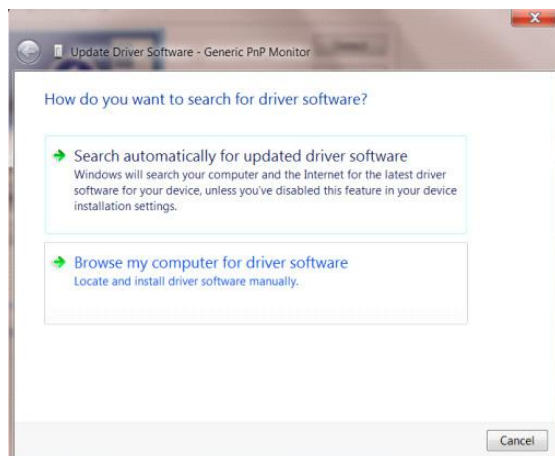 Update Driver Software - Generic PnP Monitor
How do you want to search for driver software?
Search automatically for updated driver software
Windows will search your computer and the Internet for the latest driver
software for your device, unless you've disabled this feature in your device
installation settings.
Browse my computer for driver software
Locate and install driver software manually.
Cancel